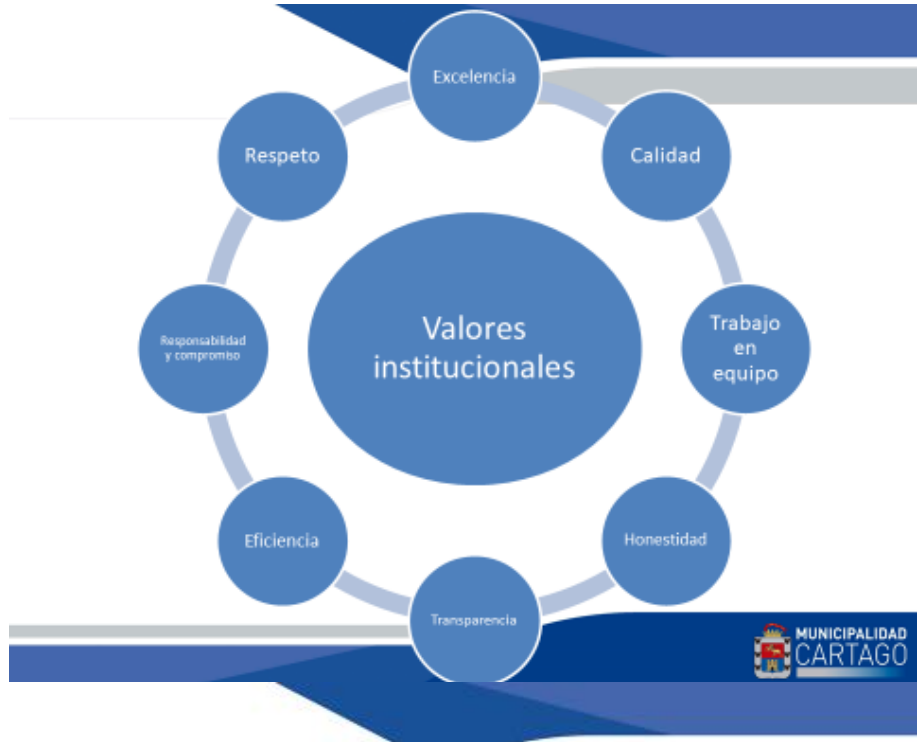 Excelencia
Calidad
Trabajo
en
equipo
Honestidad
Transparencia
Eficiencia
Responsabilidad
y compromiso
Respeto
Valores
institucionales
MUNICIPALIDAD
CARTAGO